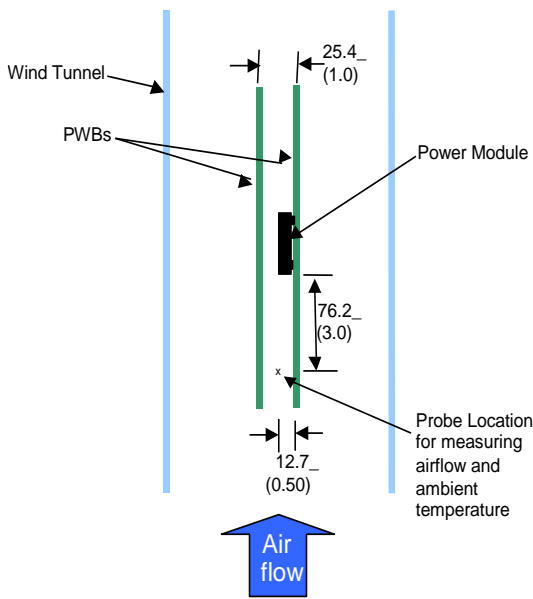 25.4_
(1.0)
Wind Tunnel
PWBs
Power Module
76.2_
(3.0)
x
Probe Location
for measuring
airflow and
ambient
temperature
12.7_
(0.50)
Air
flow